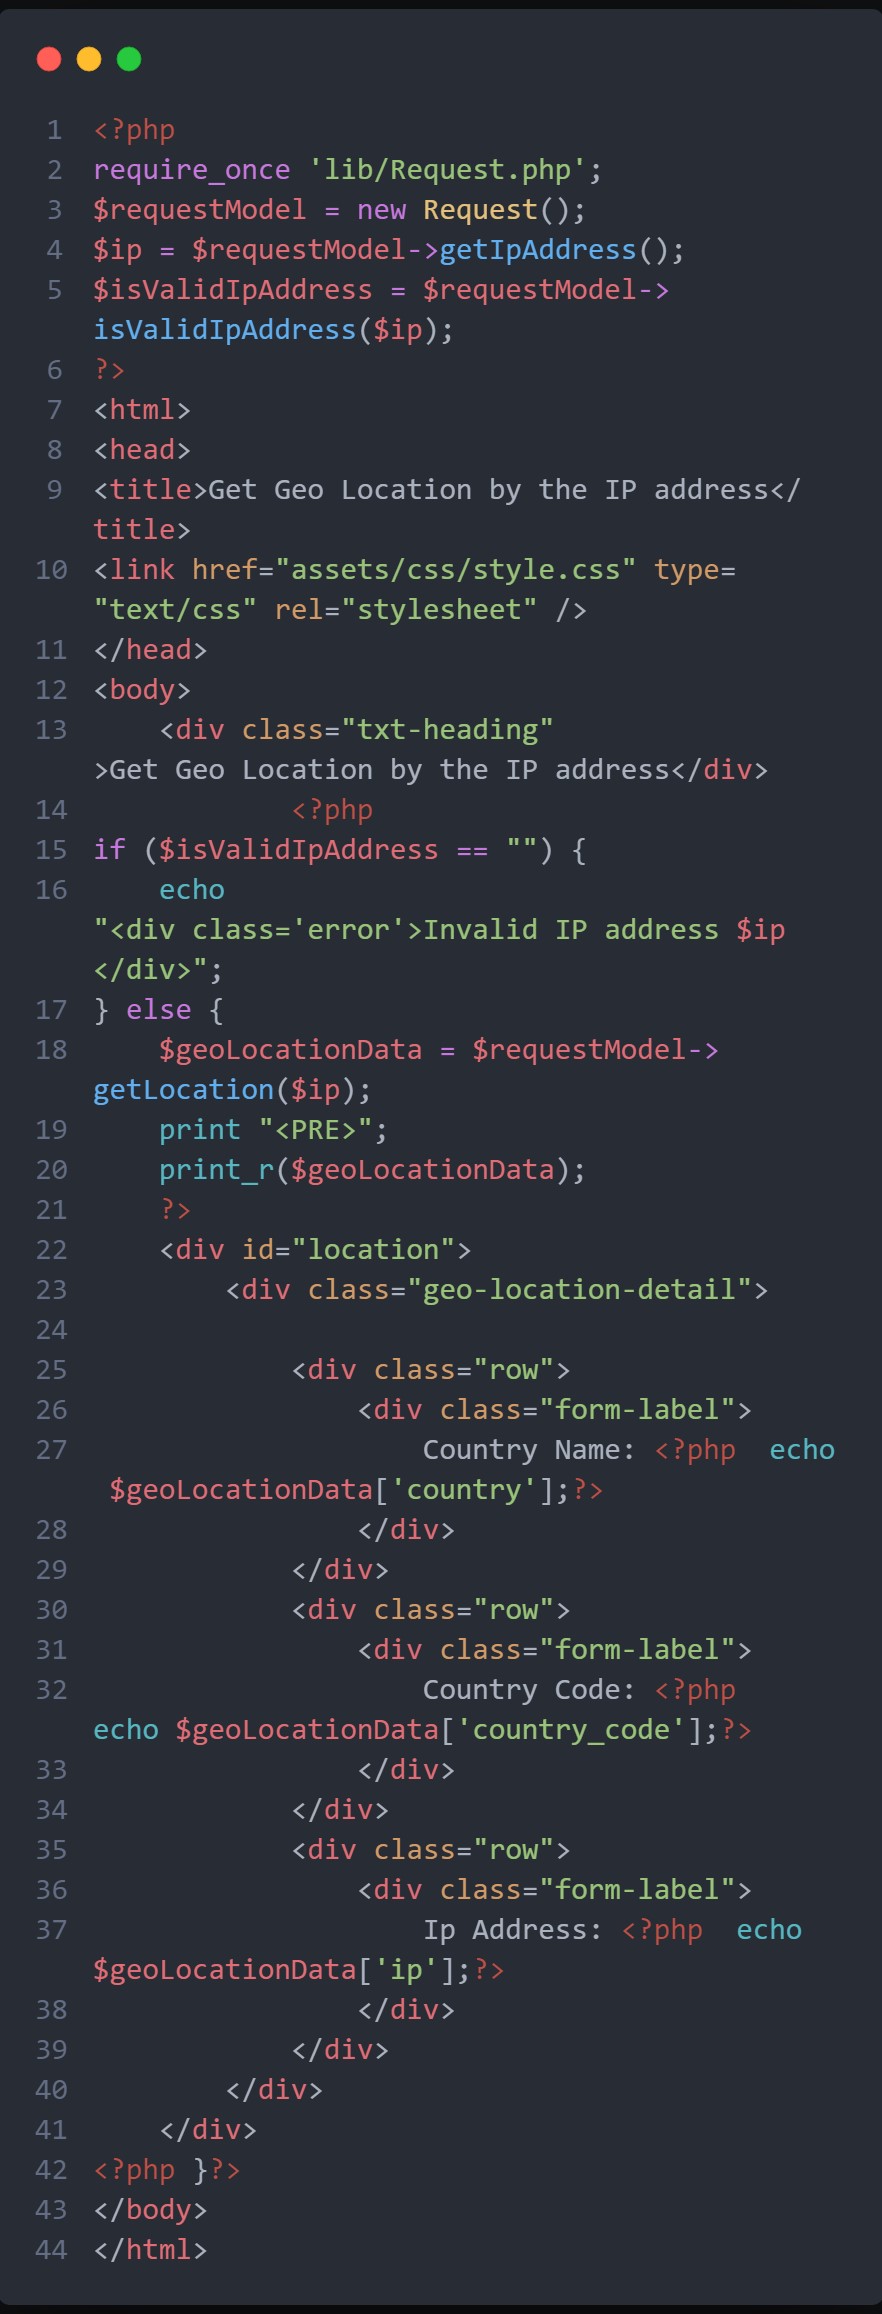 1 <?php
2 require_once 'lib/Request.php';
3 $requestModel = new Request();
4 $ip = $requestModel->getIpAddress();
5 $isValidIpAddress = $requestModel->
isValidIpAddress($ip);
6 ?>
7 <html>
8 <head>
9 <title>Get Geo Location by the IP address</
title>
10 <link href="assets/css/style.css" type=
"text/css" rel="stylesheet" />
11 </head>
12 <body>
13     <div class="txt-heading"
>Get Geo Location by the IP address</div>
14             <?php
15 if ($isValidIpAddress == "") {
16     echo
"<div class='error'>Invalid IP address $ip
</div>";
17 } else {
18     $geoLocationData = $requestModel->
getLocation($ip);
19     print "<PRE>";
20     print_r($geoLocationData);
21     ?>
22     <div id="location">
23         <div class="geo-location-detail">
24
25             <div class="row">
26                 <div class="form-label">
27                     Country Name: <?php  echo
 $geoLocationData['country'];?>
28                 </div>
29             </div>
30             <div class="row">
31                 <div class="form-label">
32                     Country Code: <?php
echo $geoLocationData['country_code'];?>
33                 </div>
34             </div>
35             <div class="row">
36                 <div class="form-label">
37                     Ip Address: <?php  echo
$geoLocationData['ip'];?>
38                 </div>
39             </div>
40         </div>
41     </div>
42 <?php }?>
43 </body>
44 </html>